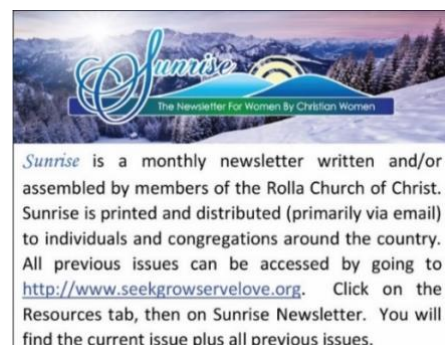 Sunrise
The Newsletter For Women By Christian Women
Sunrise is a monthly newsletter written and/or
assembled by members of the Rolla Church of Christ.
Sunrise is printed and distributed (primarily via email)
to individuals and congregations around the country.
All previous issues can be accessed by going to
http://www.seekgrowservelove.org. Click on the
Resources tab, then on Sunrise Newsletter. You will
find the current issue plus all previous issues.